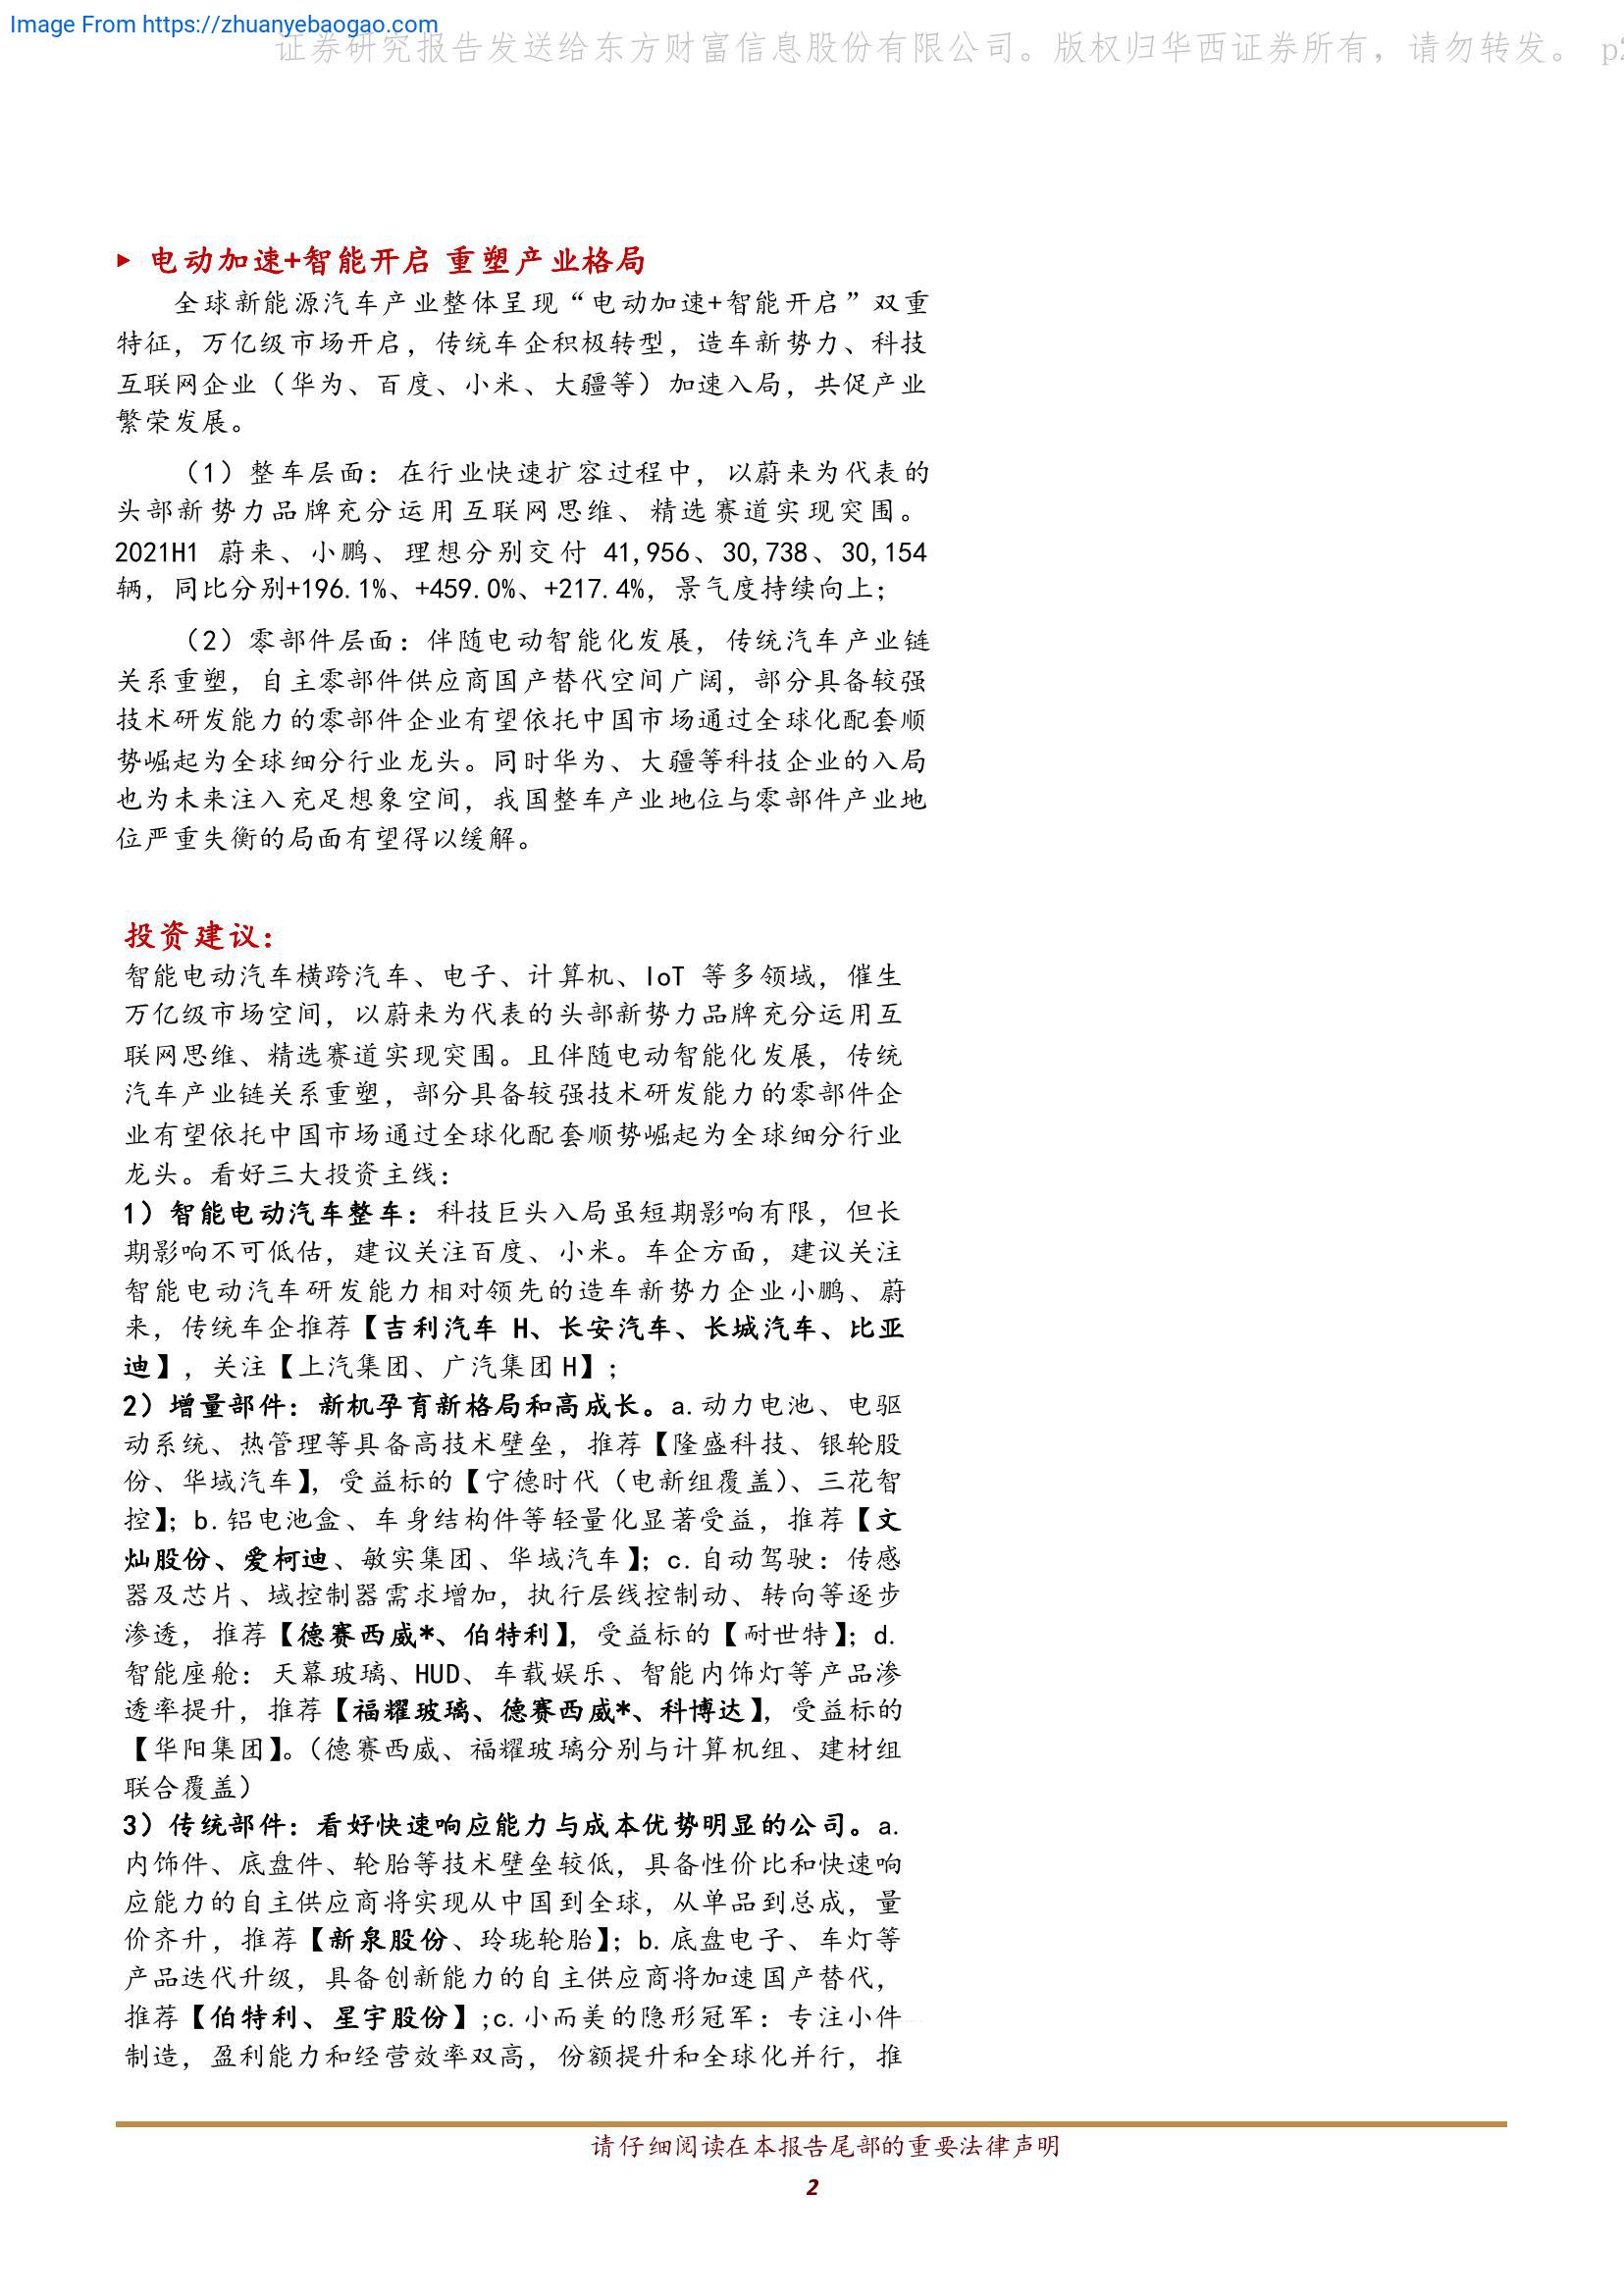 Image From https://zhuanyebaogao.com
证券研究报告发送给东方财富信息股份有限公司。版权归华西证券所有，请勿转发。 p2
▶ 电动加速+智能开启 重塑产业格局
全球新能源汽车产业整体呈现“电动加速+智能开启”双重
特征，万亿级市场开启，传统车企积极转型，造车新势力、科技
互联网企业（华为、百度、小米、大疆等）加速入局，共促产业
繁荣发展。
（1）整车层面：在行业快速扩容过程中，以蔚来为代表的
头部新势力品牌充分运用互联网思维、精选赛道实现突围。
2021H1 蔚来、小鹏、理想分别交付 41,956、30,738、30,154
辆，同比分别+196.1%、+459.0%、+217.4%，景气度持续向上；
（2）零部件层面：伴随电动智能化发展，传统汽车产业链
关系重塑，自主零部件供应商国产替代空间广阔，部分具备较强
技术研发能力的零部件企业有望依托中国市场通过全球化配套顺
势崛起为全球细分行业龙头。同时华为、大疆等科技企业的入局
也为未来注入充足想象空间，我国整车产业地位与零部件产业地
位严重失衡的局面有望得以缓解。
投资建议：
智能电动汽车横跨汽车、电子、计算机、IoT 等多领域，催生
万亿级市场空间，以蔚来为代表的头部新势力品牌充分运用互
联网思维、精选赛道实现突围。且伴随电动智能化发展，传统
汽车产业链关系重塑，部分具备较强技术研发能力的零部件企
业有望依托中国市场通过全球化配套顺势崛起为全球细分行业
龙头。看好三大投资主线：
1）智能电动汽车整车：科技巨头入局虽短期影响有限，但长
期影响不可低估，建议关注百度、小米。车企方面，建议关注
智能电动汽车研发能力相对领先的造车新势力企业小鹏、蔚
来，传统车企推荐【吉利汽车 H、长安汽车、长城汽车、比亚
迪】，关注【上汽集团、广汽集团 H】；
2）增量部件：新机孕育新格局和高成长。a.动力电池、电驱
动系统、热管理等具备高技术壁垒，推荐【隆盛科技、银轮股
份、华域汽车】，受益标的【宁德时代（电新组覆盖）、三花智
控】；b.铝电池盒、车身结构件等轻量化显著受益，推荐【文
灿股份、爱柯迪、敏实集团、华域汽车】；c.自动驾驶：传感
器及芯片、域控制器需求增加，执行层线控制动、转向等逐步
渗透，推荐【德赛西威*、伯特利】，受益标的【耐世特】；d.
智能座舱：天幕玻璃、HUD、车载娱乐、智能内饰灯等产品渗
透率提升，推荐【福耀玻璃、德赛西威*、科博达】，受益标的
【华阳集团】。（德赛西威、福耀玻璃分别与计算机组、建材组
联合覆盖）
3）传统部件：看好快速响应能力与成本优势明显的公司。a.
内饰件、底盘件、轮胎等技术壁垒较低，具备性价比和快速响
应能力的自主供应商将实现从中国到全球，从单品到总成，量
价齐升，推荐【新泉股份、玲珑轮胎】；b.底盘电子、车灯等
产品迭代升级，具备创新能力的自主供应商将加速国产替代，
推荐【伯特利、星宇股份】;c.小而美的隐形冠军：专注小件
制造，盈利能力和经营效率双高，份额提升和全球化并行，推
请仔细阅读在本报告尾部的重要法律声明
2